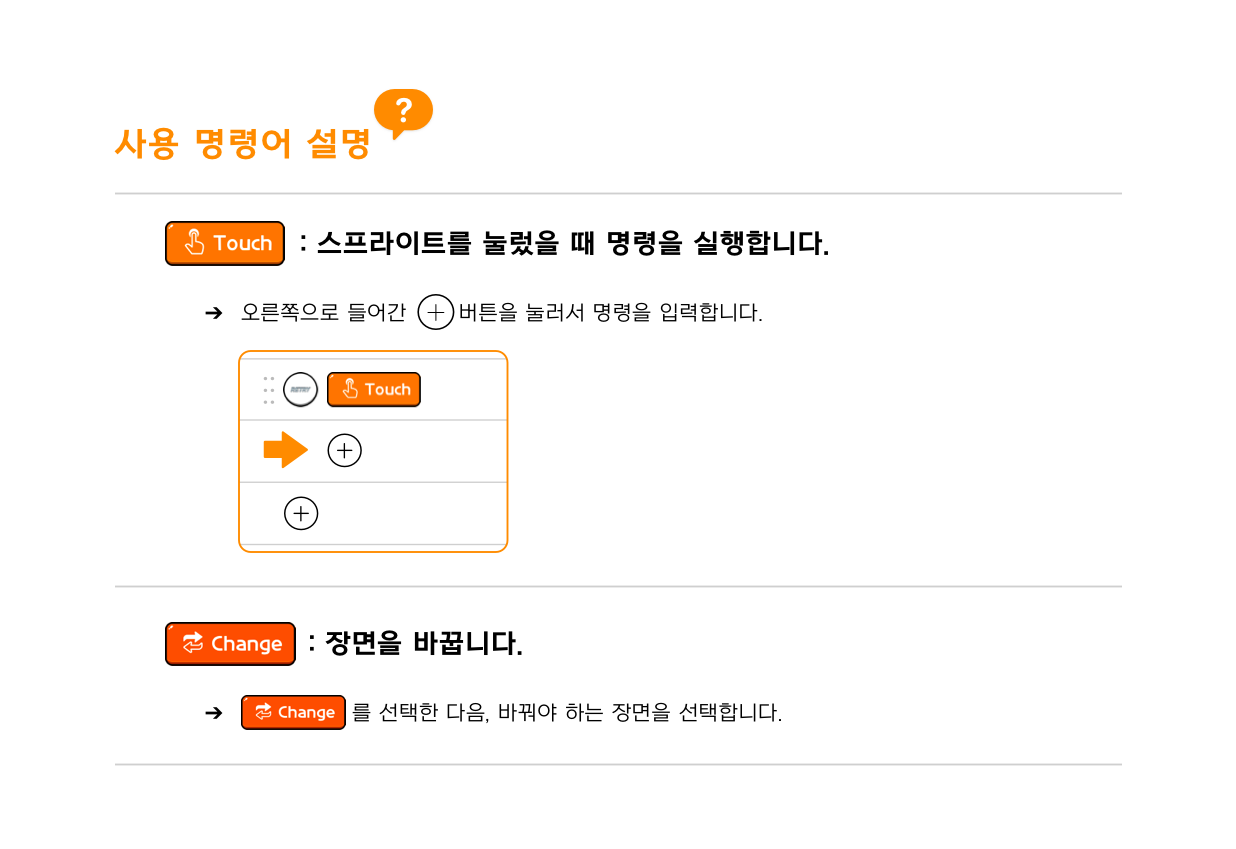 사용 명령어 설명 ?
Touch : 스프라이트를 눌렀을 때 명령을 실행합니다.
➔ 오른쪽으로 들어간 + 버튼을 눌러서 명령을 입력합니다.
RETRY Touch
Change : 장면을 바꿉니다.
➔ Change 를 선택한 다음, 바꿔야 하는 장면을 선택합니다.